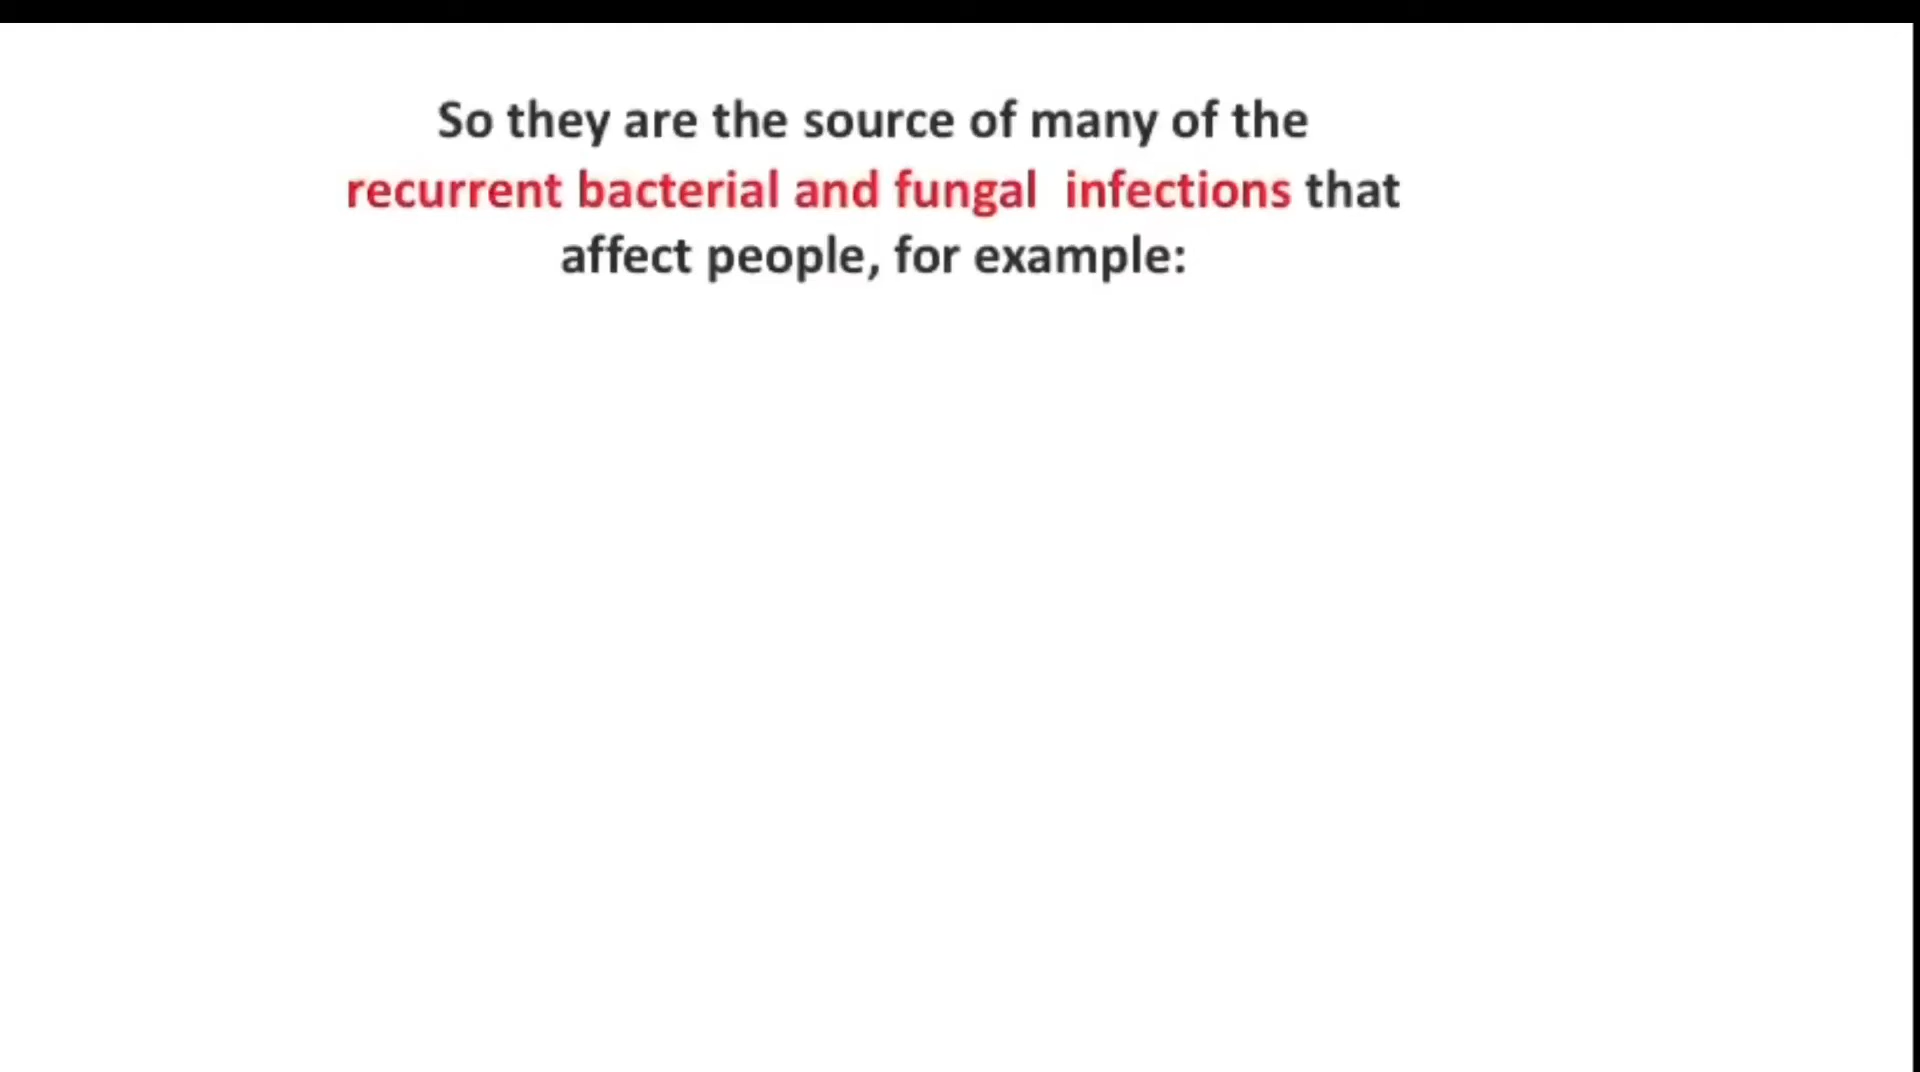 So they are the source of many of the
recurrent bacterial and fungal infections that
affect people, for example: